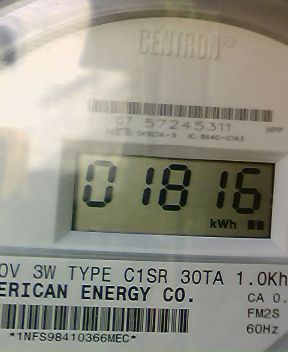 CENTRON®
07 57245311 HPP
01816
kWh
0V 3W TYPE C1SR 30TA 1.0Kh
ERICAN ENERGY CO. CA 0.
FM2S
*1NFS98410366MEC* 60Hz